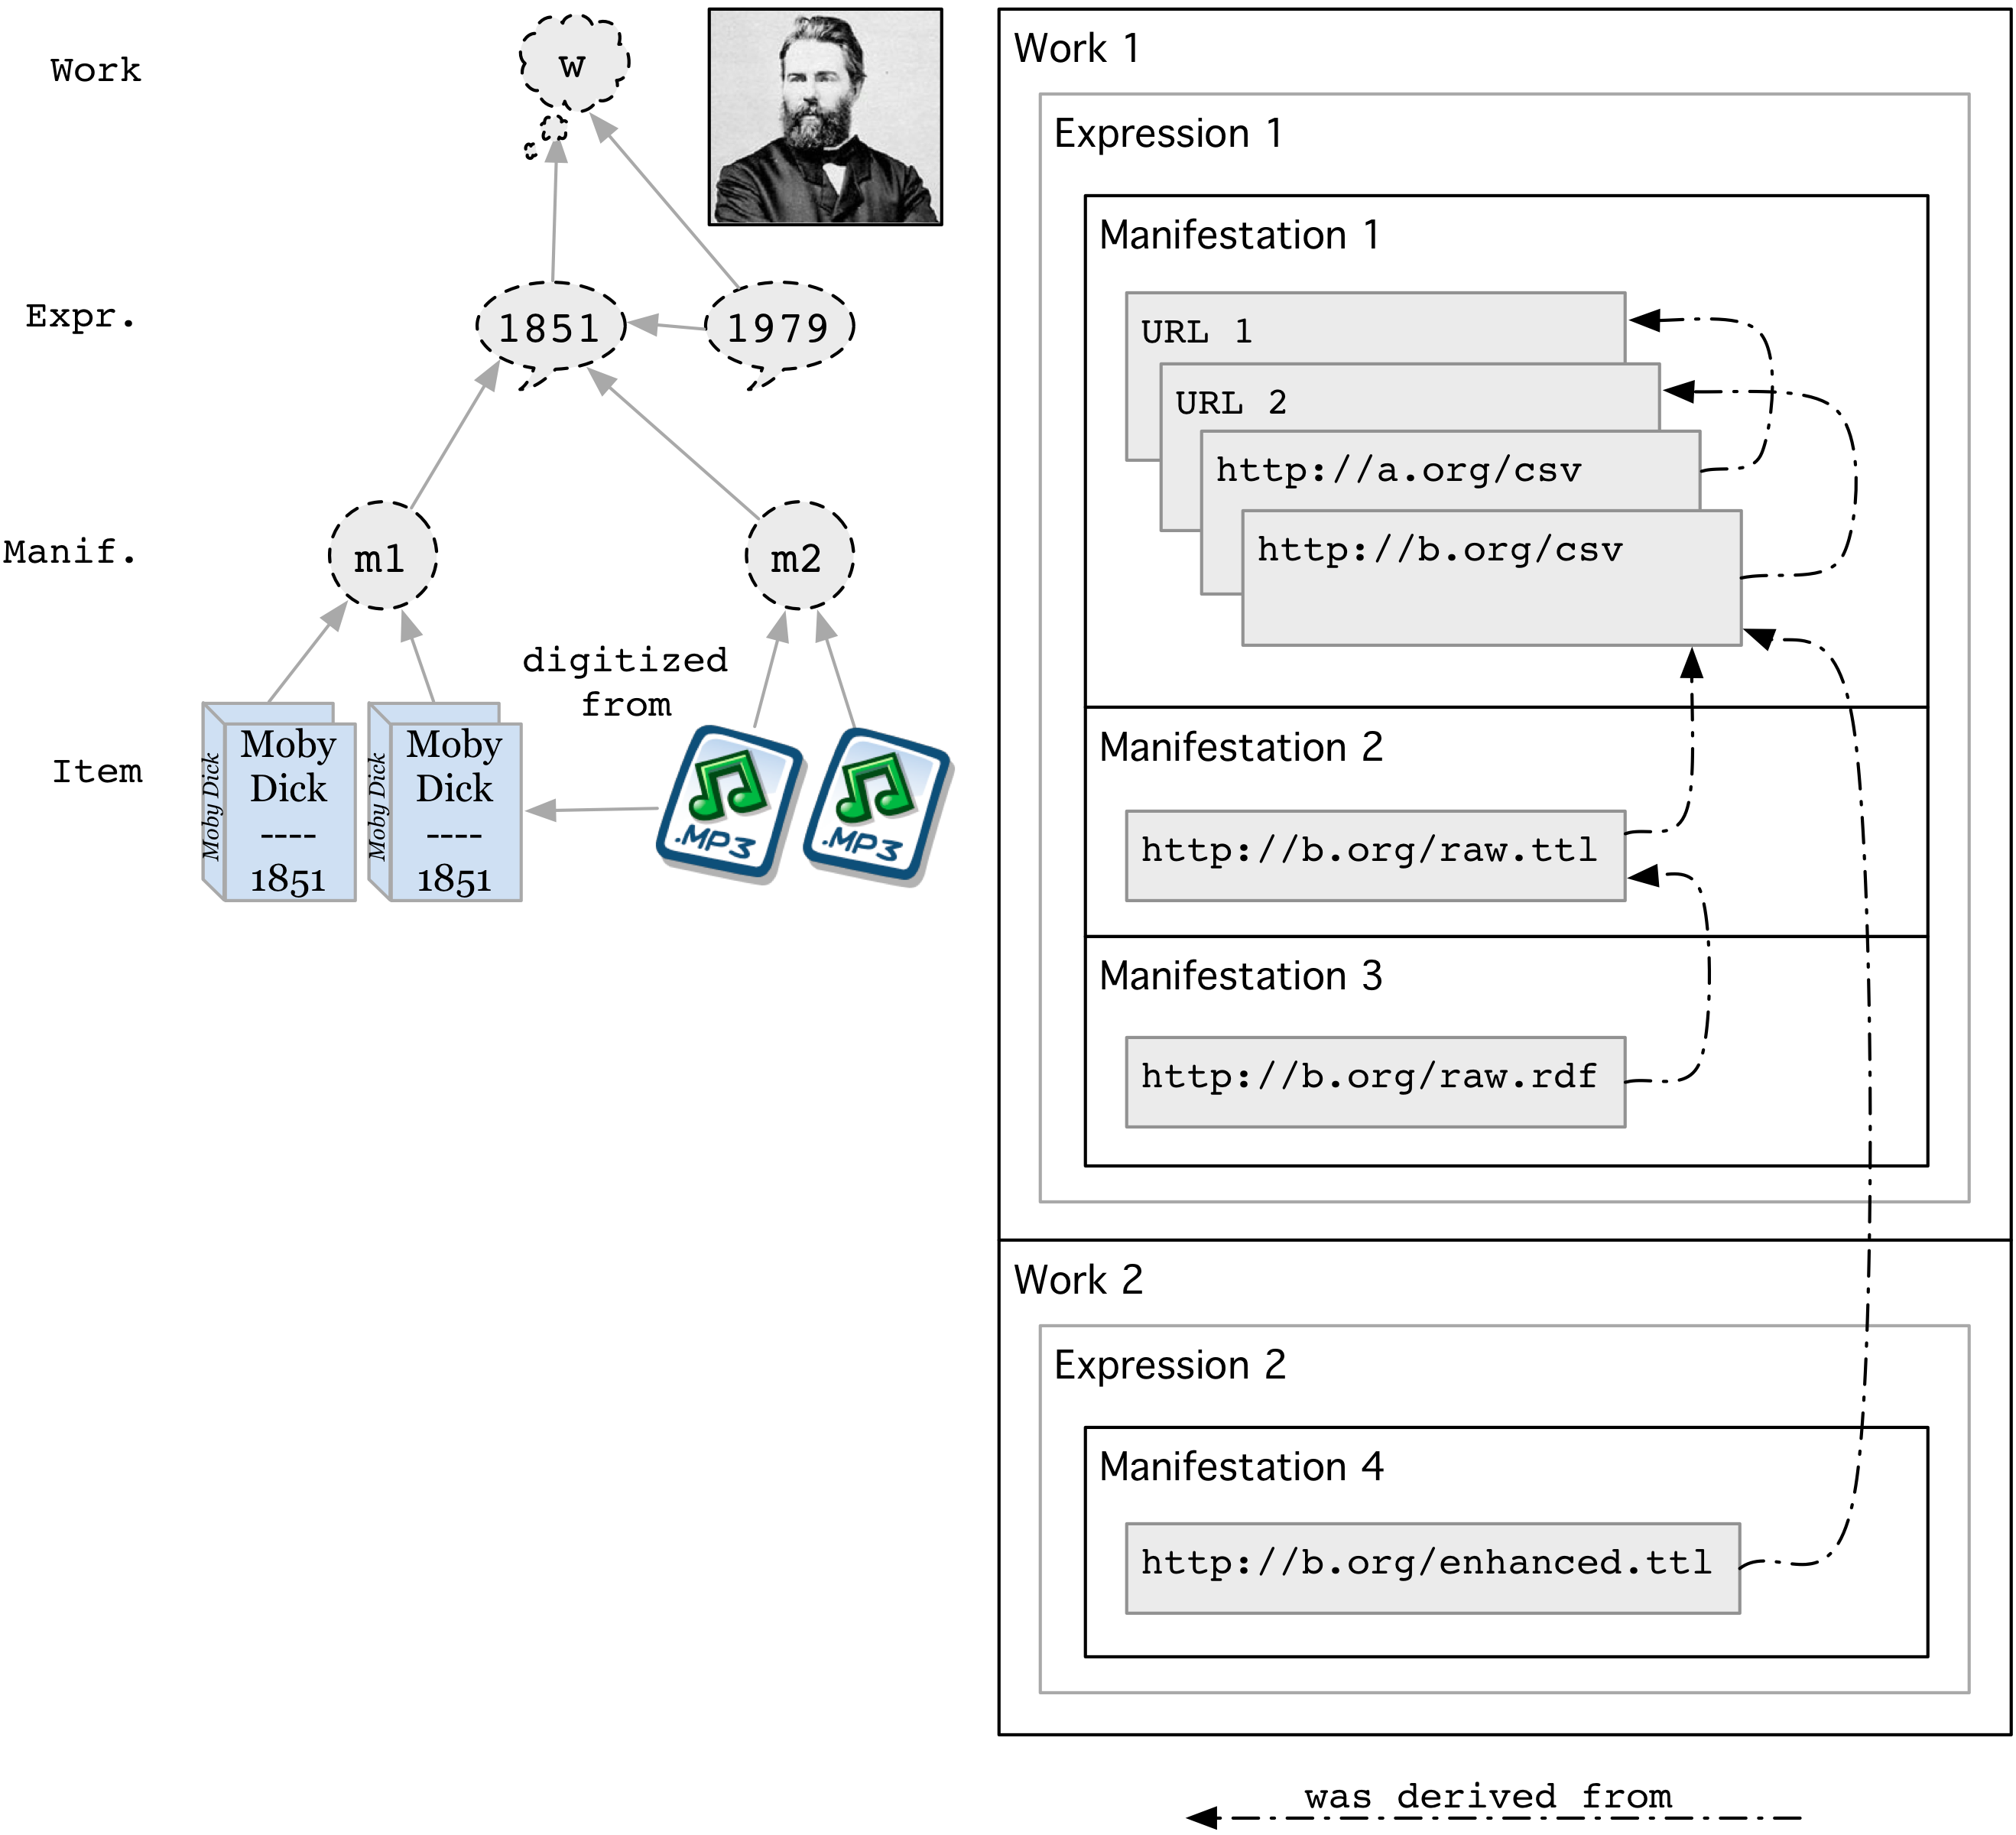 Work
w
Expr.
1851
1979
Manif.
m1
m2
digitized
from
Item
Moby Dick
Moby
Dick
----
1851
Moby Dick
Moby
Dick
----
1851
.MP3
.MP3
Work 1
Expression 1
Manifestation 1
URL 1
URL 2
http://a.org/csv
http://b.org/csv
Manifestation 2
http://b.org/raw.ttl
Manifestation 3
http://b.org/raw.rdf
Work 2
Expression 2
Manifestation 4
http://b.org/enhanced.ttl
was derived from